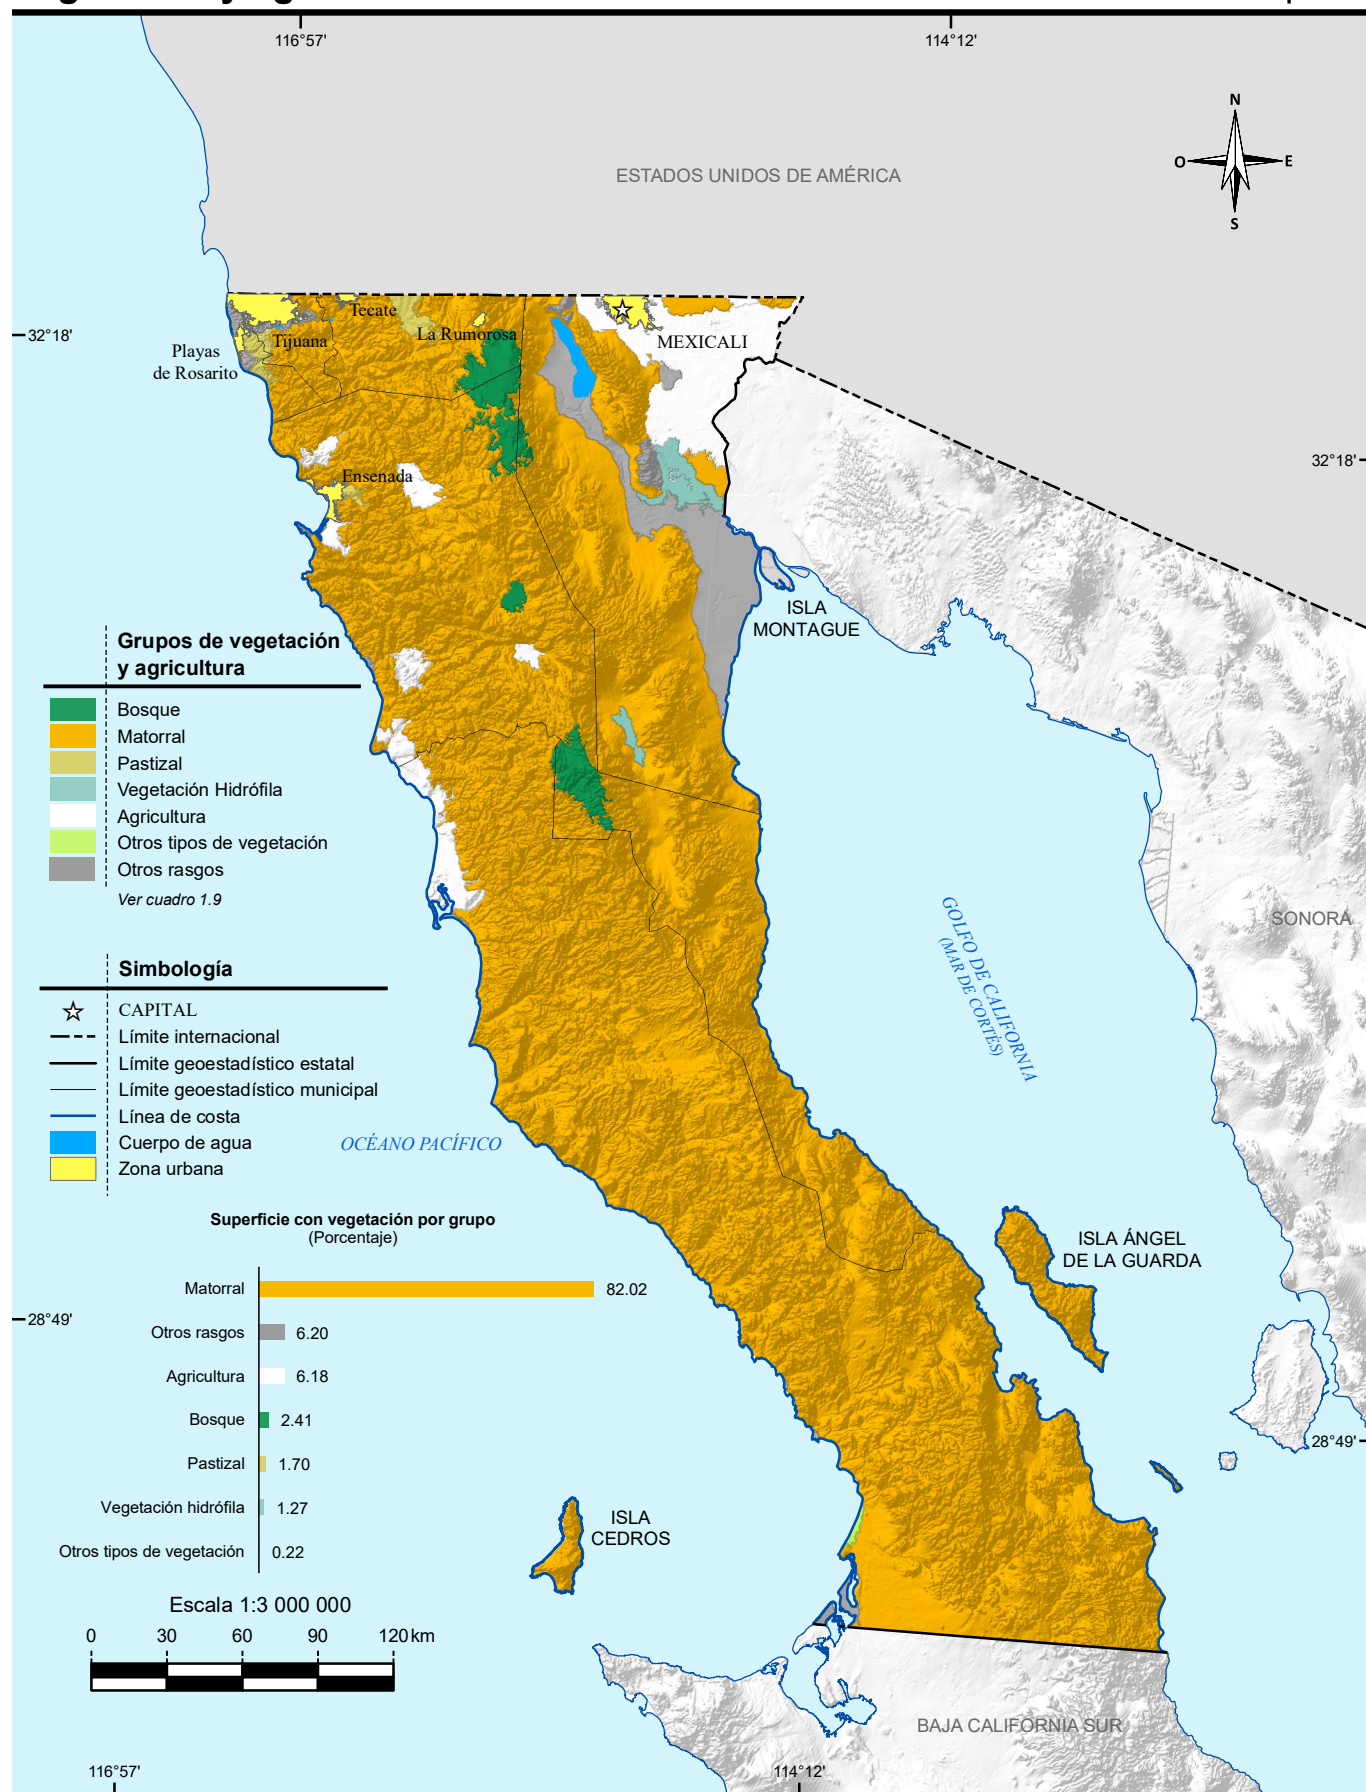 116°57'
114°12'
N
O
E
S
ESTADOS UNIDOS DE AMÉRICA
32°18'
Tecate
La Rumorosa
Tijuana
MEXICALI
Playas
de Rosarito
32°18'
Ensenada
ISLA
MONTAGUE
Grupos de vegetación
y agricultura
Bosque
Matorral
Pastizal
Vegetación Hidrófila
Agricultura
Otros tipos de vegetación
Otros rasgos
Ver cuadro 1.9
SONORA
GOLFO DE CALIFORNIA
(MAR DE CORTÉS)
Simbología
CAPITAL
Límite internacional
Límite geoestadístico estatal
Límite geoestadístico municipal
Línea de costa
Cuerpo de agua
Zona urbana
OCÉANO PACÍFICO
Superficie con vegetación por grupo
(Porcentaje)
Matorral 82.02
Otros rasgos 6.20
Agricultura 6.18
Bosque 2.41
Pastizal 1.70
Vegetación hidrófila 1.27
Otros tipos de vegetación 0.22
ISLA ÁNGEL
DE LA GUARDA
28°49'
28°49'
ISLA
CEDROS
Escala 1:3 000 000
0 30 60 90 120 km
BAJA CALIFORNIA SUR
116°57'
114°12'